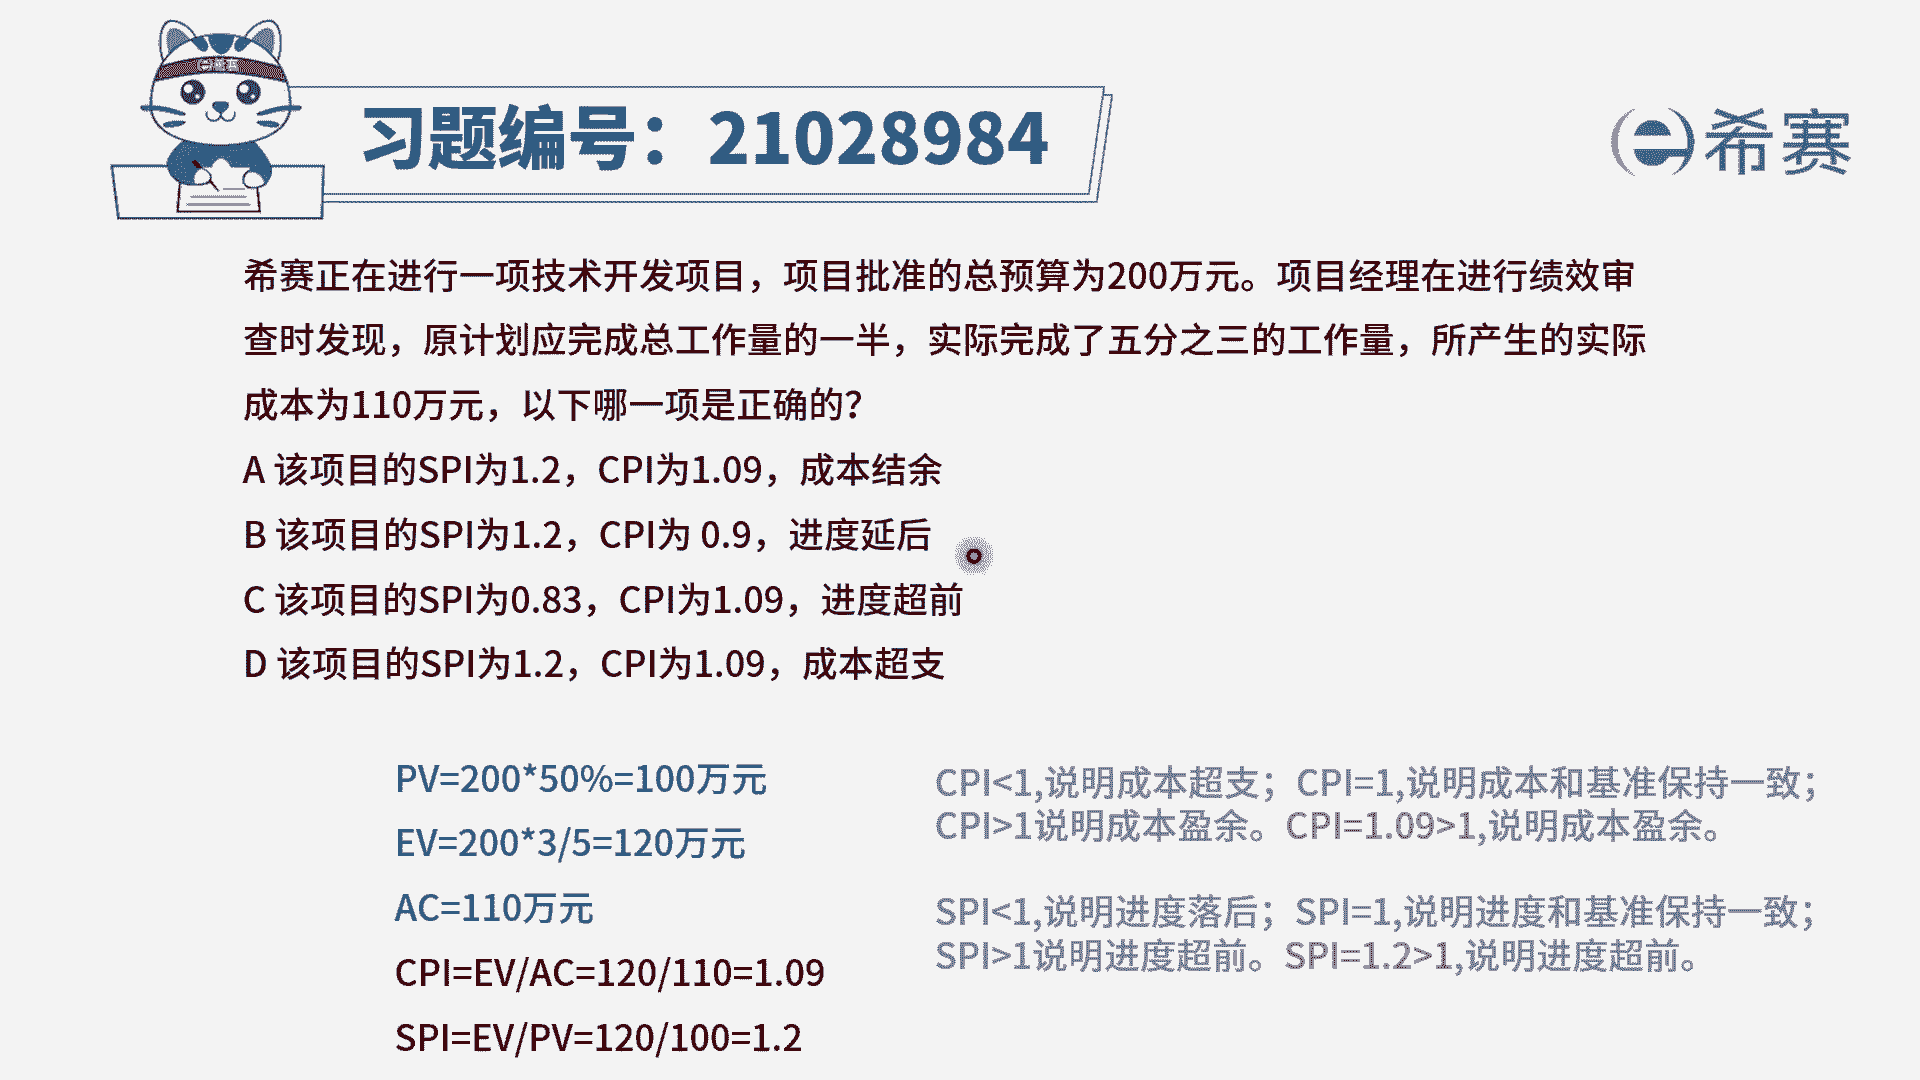 习题编号：21028984
希赛
希赛正在进行一项技术开发项目，项目批准的总预算为200万元。项目经理在进行绩效审
查时发现，原计划应完成总工作量的一半，实际完成了五分之三的工作量，所产生的实际
成本为110万元，以下哪一项是正确的？
A 该项目的SPI为1.2，CPI为1.09，成本结余
B 该项目的SPI为1.2，CPI为 0.9，进度延后
C 该项目的SPI为0.83，CPI为1.09，进度超前
D 该项目的SPI为1.2，CPI为1.09，成本超支
PV=200*50%=100万元
EV=200*3/5=120万元
AC=110万元
CPI=EV/AC=120/110=1.09
SPI=EV/PV=120/100=1.2
CPI<1,说明成本超支；CPI=1,说明成本和基准保持一致；
CPI>1说明成本盈余。CPI=1.09>1,说明成本盈余。
SPI<1,说明进度落后；SPI=1,说明进度和基准保持一致；
SPI>1说明进度超前。SPI=1.2>1,说明进度超前。